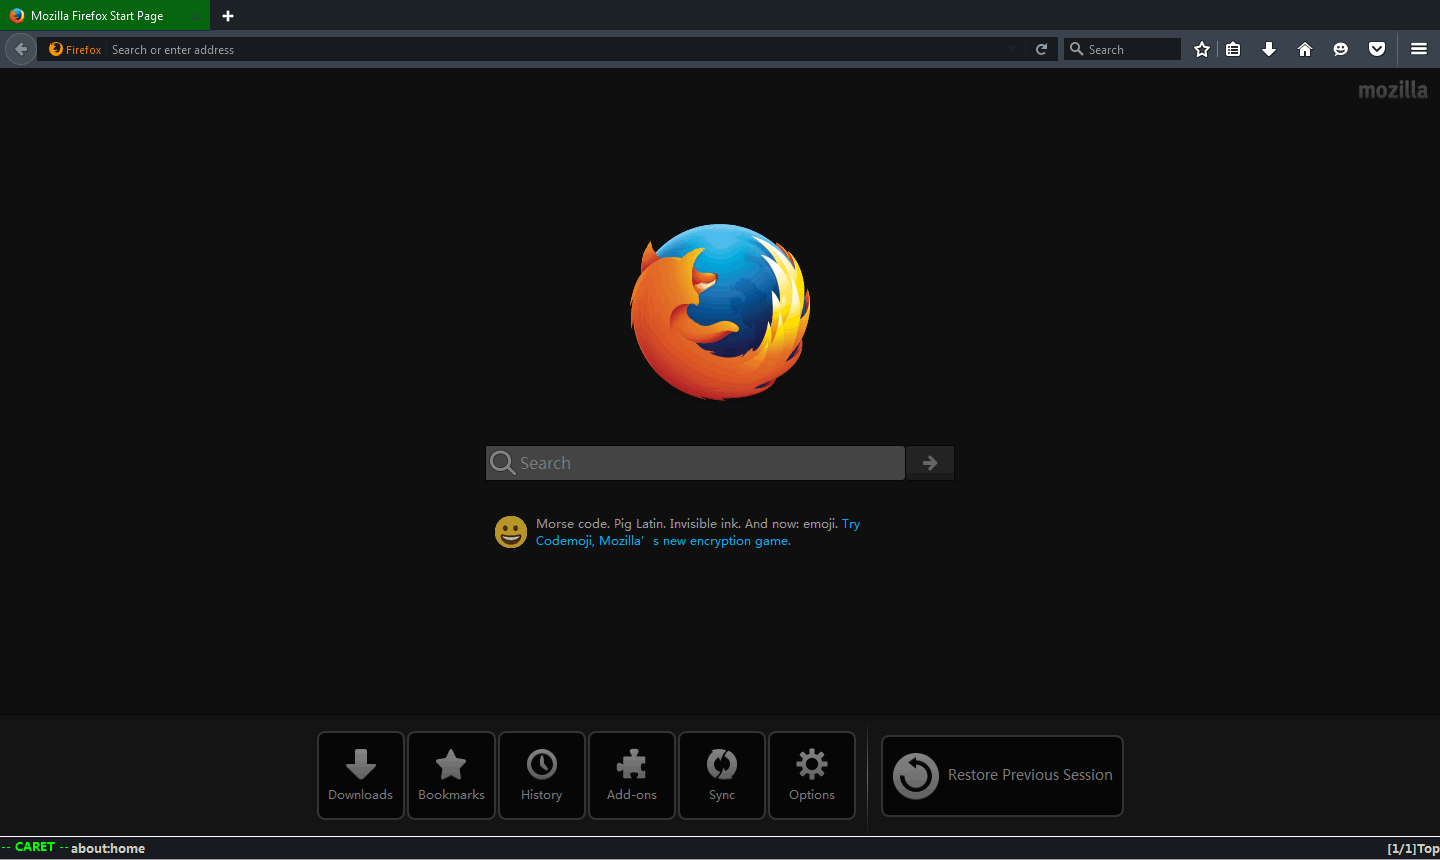 Mozilla Firefox Start Page
Firefox Search or enter address
Search
mozilla
Search
Morse code. Pig Latin. Invisible ink. And now: emoji. Try
Codemoji, Mozilla’s new encryption game.
Downloads
Bookmarks
History
Add-ons
Sync
Options
Restore Previous Session
-- CARET -- about:home
[1/1]Top